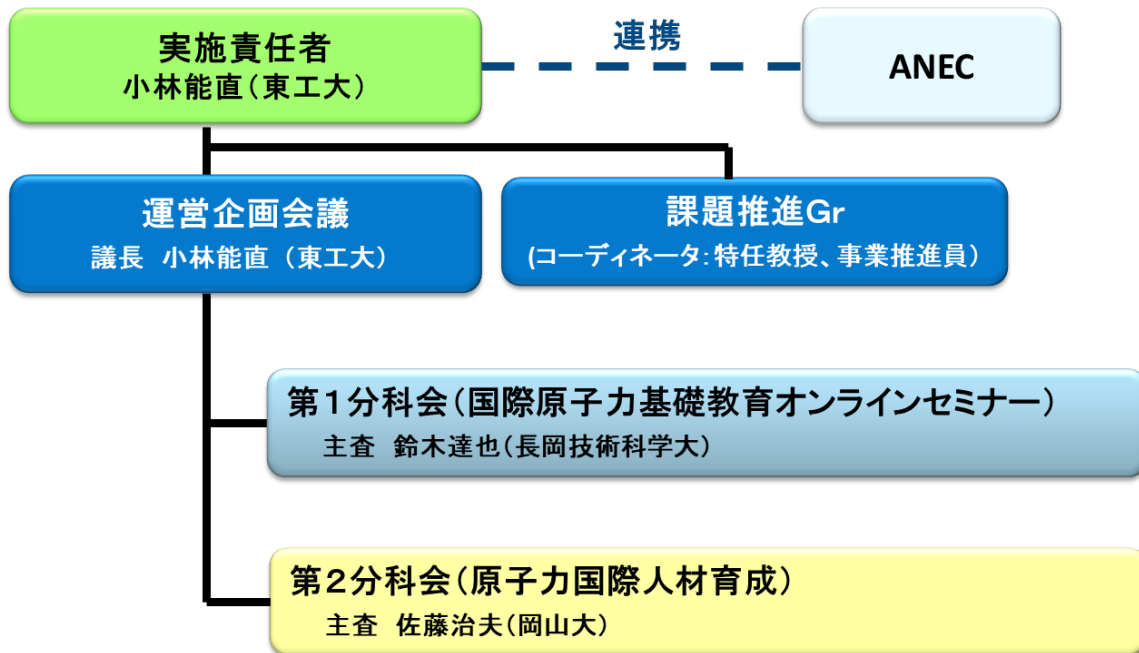 実施責任者
小林能直(東工大)
連携
ANEC
運営企画会議
議長 小林能直 (東工大)
課題推進Gr
(コーディネータ:特任教授、事業推進員)
第1分科会(国際原子力基礎教育オンラインセミナー)
主査 鈴木達也(長岡技術科学大)
第2分科会(原子力国際人材育成)
主査 佐藤治夫(岡山大)